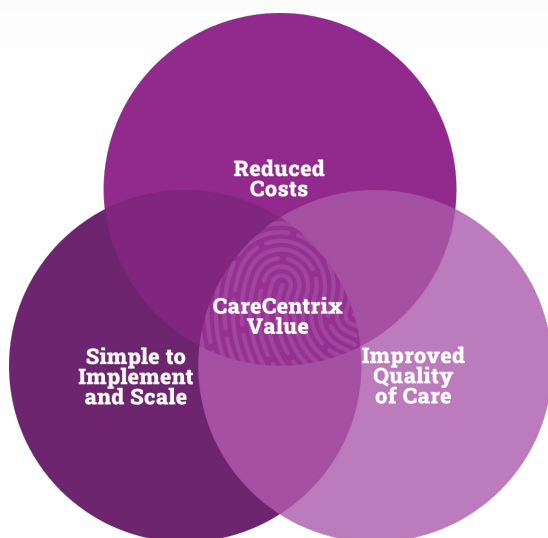 Reduced
Costs
CareCentrix
Value
Simple to
Implement
and Scale
Improved
Quality
of Care